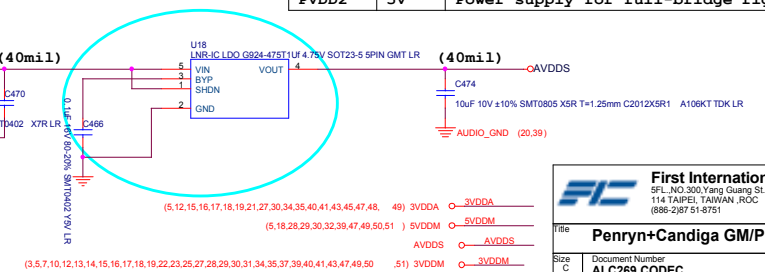 PVDD2 5V Power supply for full-bridge rig
(40mil)
U18
LNR-IC LDO G924-475T1Uf 4.75V SOT23-5 5PIN GMT LR
5 VIN VOUT 4
3 BYP
1 SHDN
2 GND
(40mil)
AVDDS
C470
T0402 X7R LR
C466
0.1uF 16V 80-20% SMT0402 Y5V LR
C474
10uF 10V ±10% SMT0805 X5R T=1.25mm C2012X5R1 A106KT TDK LR
AUDIO_GND (20,39)
(5,12,15,16,17,18,19,21,27,30,34,35,40,41,43,45,47,48, 49) 3VDDA 3VDDA
(5,18,28,29,30,32,39,47,49,50,51 ) 5VDDM 5VDDM
AVDDS AVDDS
(3,5,7,10,12,13,14,15,16,17,18,19,22,23,25,27,28,29,30,31,34,35,37,39,40,41,43,47,49,50 ,51) 3VDDM 3VDDM
FIC
First Internation
5FL.,NO.300,Yang Guang St.
114 TAIPEI, TAIWAN ,ROC
(886-2)87 51-8751
Title
Penryn+Candiga GM/P
Size
C
Document Number
ALC269 CODEC